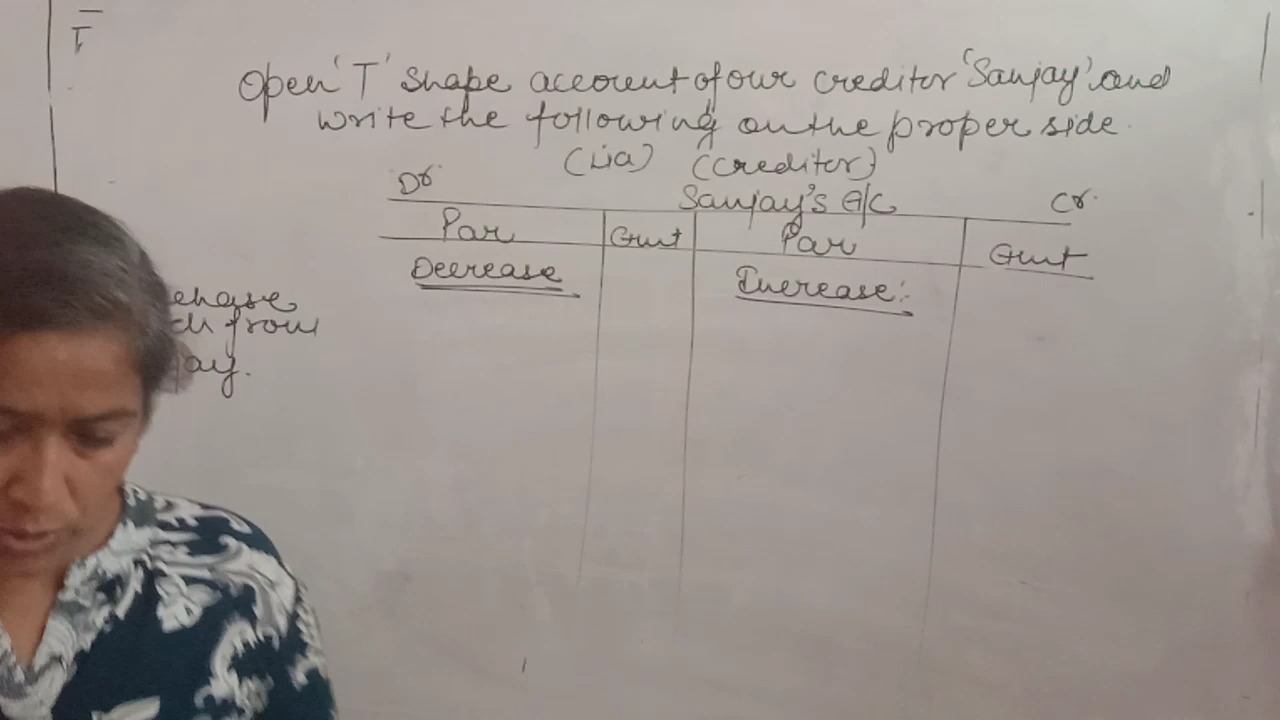 Open 'T' shape account of our creditor 'Sanjay' and
write the following on the proper side.
(Lia) (creditor)
Dr. Sanjay's A/C Cr.
Par Amt Par Amt
Decrease Increase:
from